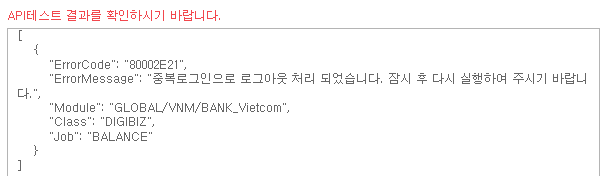 API테스트 결과를 확인하시기 바랍니다.
[
{
"ErrorCode": "80002E21",
"ErrorMessage": "중복로그인으로 로그아웃 처리 되었습니다. 잠시 후 다시 실행하여 주시기 바랍니
다.",
"Module": "GLOBAL/VNM/BANK_Vietcom",
"Class": "DIGIBIZ",
"Job": "BALANCE"
}
]